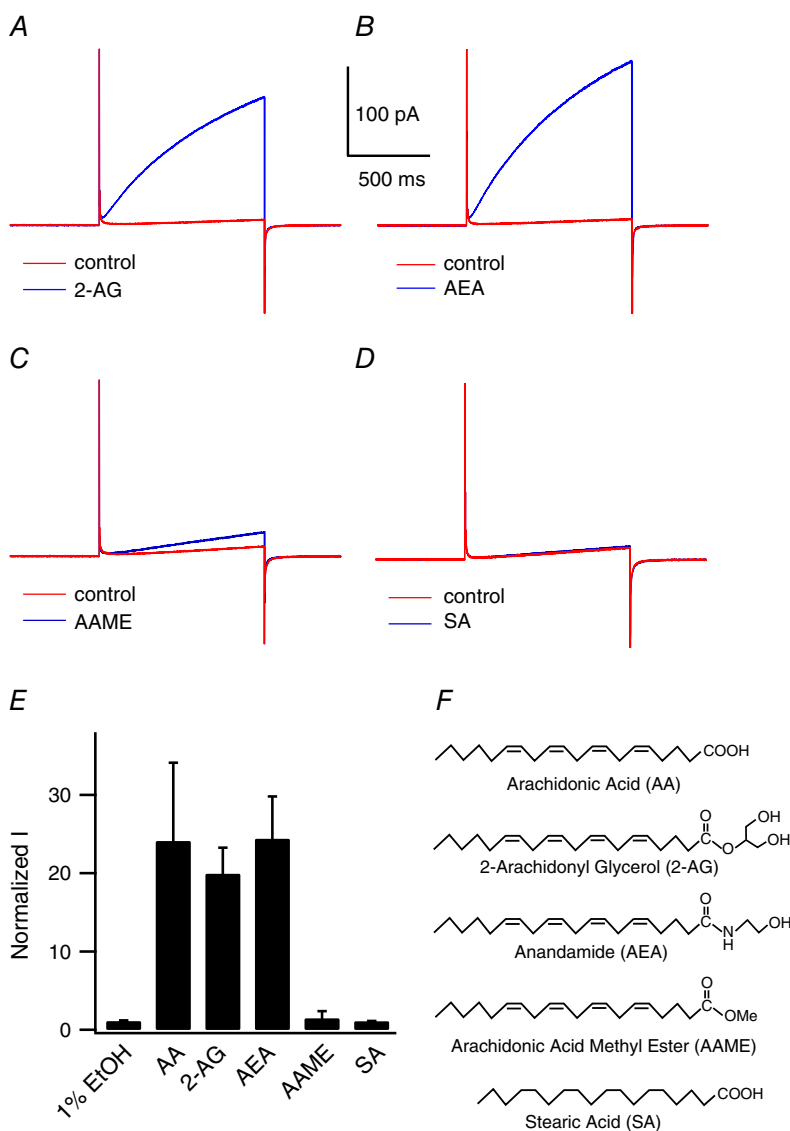 A
B
100 pA
500 ms
control
2-AG
control
AEA
C
D
control
AAME
control
SA
E
F
Normalized I
30
20
10
0
1% EtOH
AA
2-AG
AEA
AAME
SA
COOH
Arachidonic Acid (AA)
O
OH
O
OH
2-Arachidonyl Glycerol (2-AG)
O
OH
N
H
Anandamide (AEA)
O
OMe
Arachidonic Acid Methyl Ester (AAME)
COOH
Stearic Acid (SA)